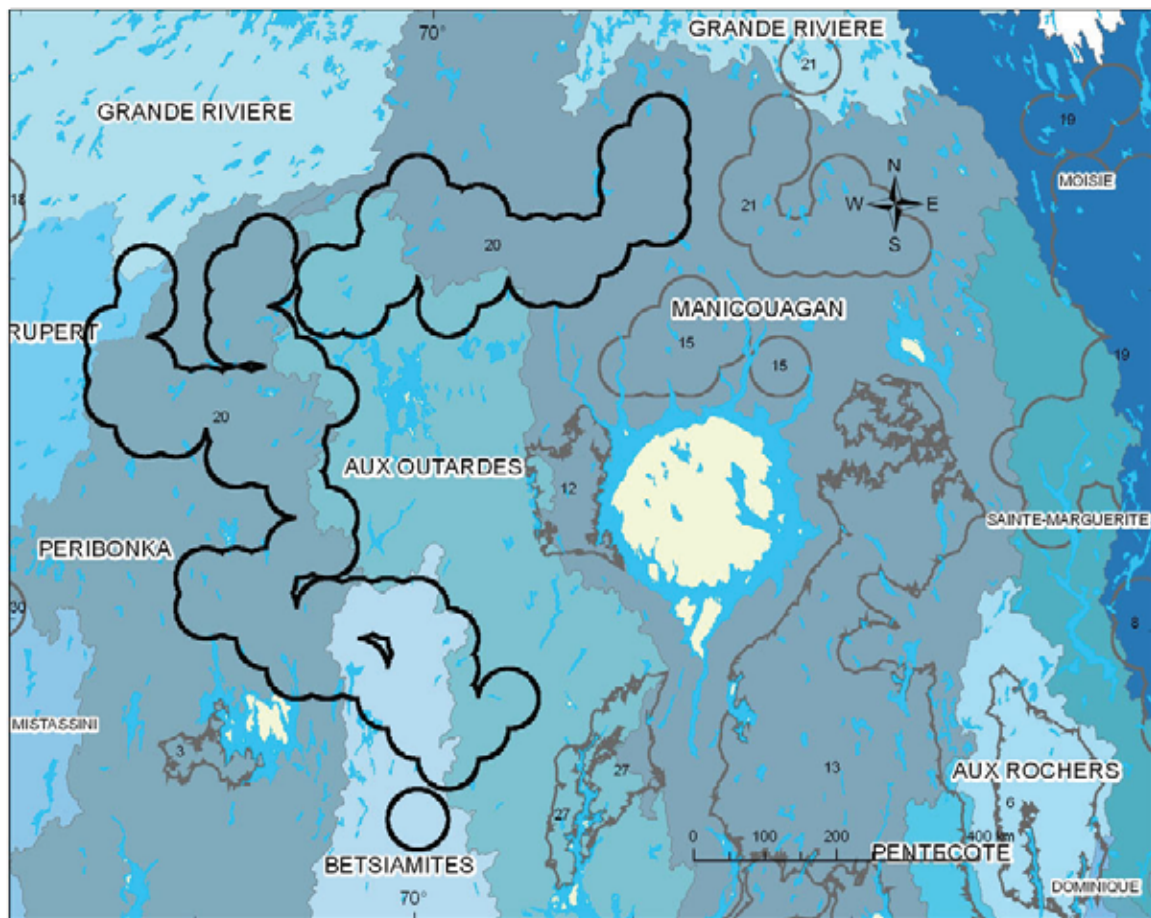 70°
GRANDE RIVIERE
21
GRANDE RIVIERE
19
MOISIE
18
21
N
W E
S
20
MANICOUAGAN
RUPERT
15
15
19
20
AUX OUTARDES
12
SAINTE-MARGUERITE
PERIBONKA
30
8
MISTASSINI
3
27
13
AUX ROCHERS
6
27
0 100 200 400 km
PENTECOTE
BETSIAMITES
DOMINIQUE
70°